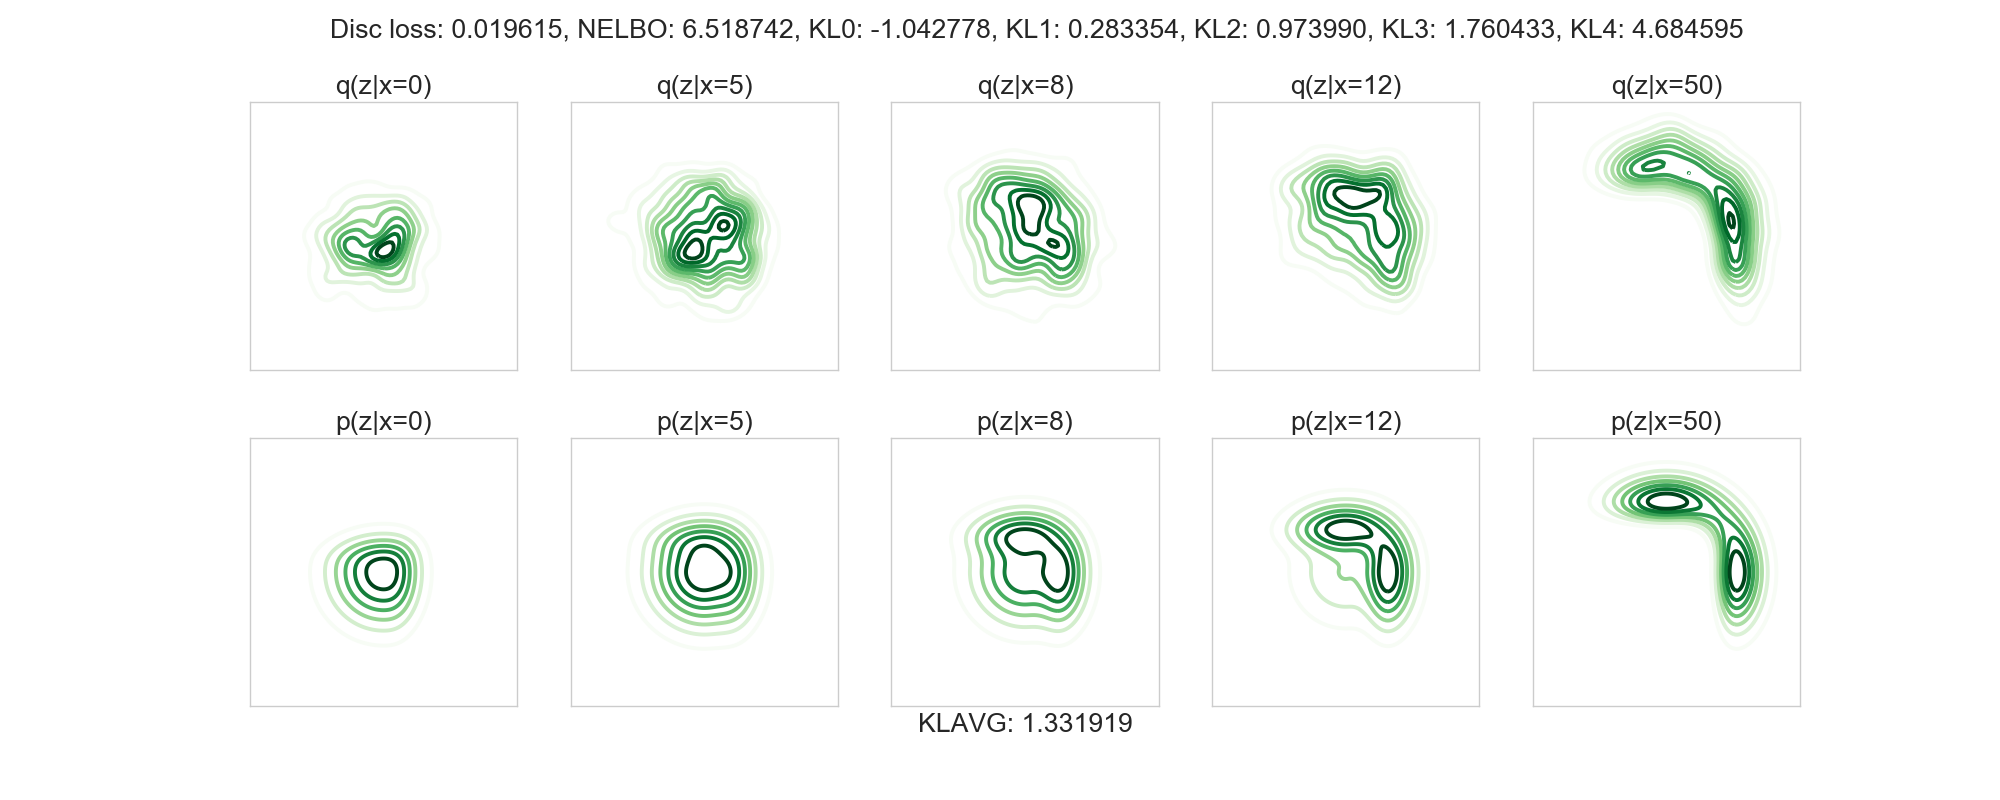 Disc loss: 0.019615, NELBO: 6.518742, KL0: -1.042778, KL1: 0.283354, KL2: 0.973990, KL3: 1.760433, KL4: 4.684595
q(z|x=0) q(z|x=5) q(z|x=8) q(z|x=12) q(z|x=50)
p(z|x=0) p(z|x=5) p(z|x=8) p(z|x=12) p(z|x=50)
KLAVG: 1.331919